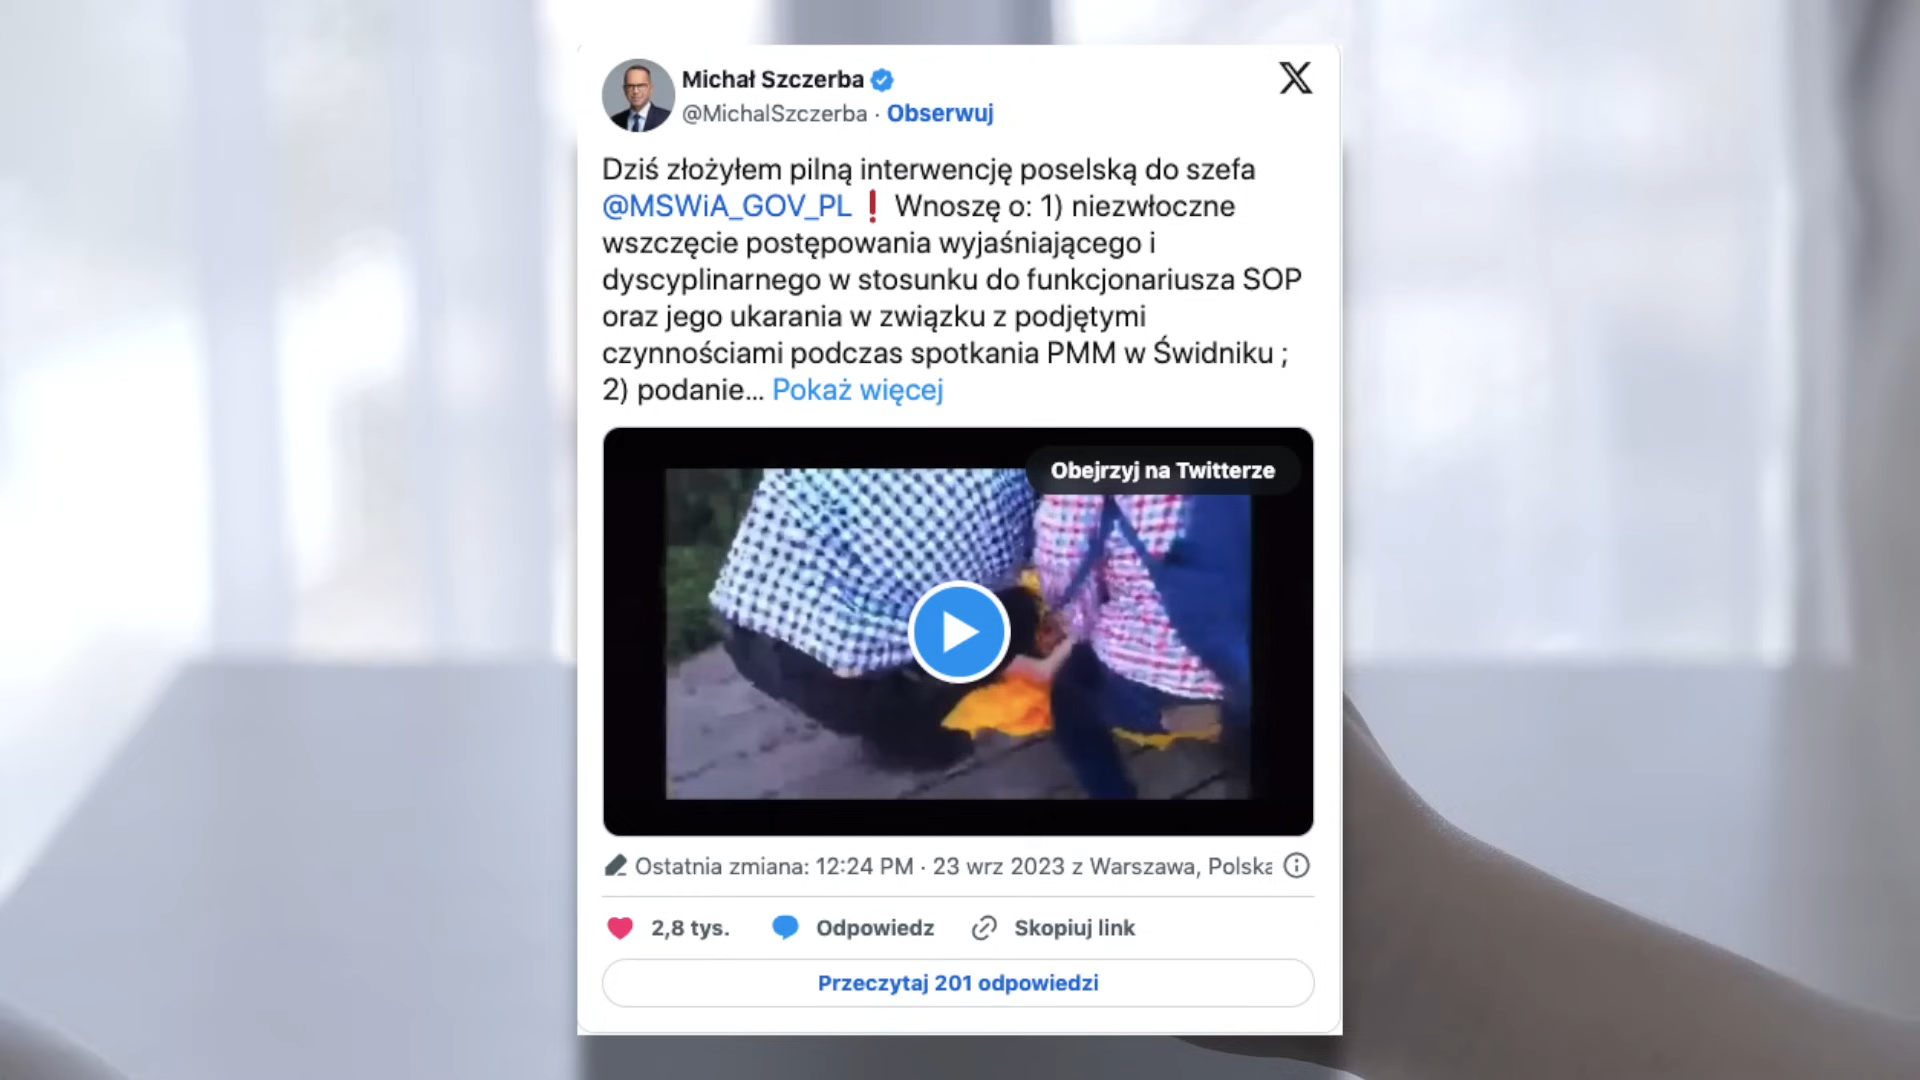 Michał Szczerba
@MichalSzczerba · Obserwuj
Dziś złożyłem pilną interwencję poselską do szefa
@MSWiA_GOV_PL❗ Wnoszę o: 1) niezwłoczne
wszczęcie postępowania wyjaśniającego i
dyscyplinarnego w stosunku do funkcjonariusza SOP
oraz jego ukarania w związku z podjętymi
czynnościami podczas spotkania PMM w Świdniku ;
2) podanie... Pokaż więcej
Obejrzyj na Twitterze
Ostatnia zmiana: 12:24 PM · 23 wrz 2023 z Warszawa, Polska
2,8 tys. Odpowiedz Skopiuj link
Przeczytaj 201 odpowiedzi